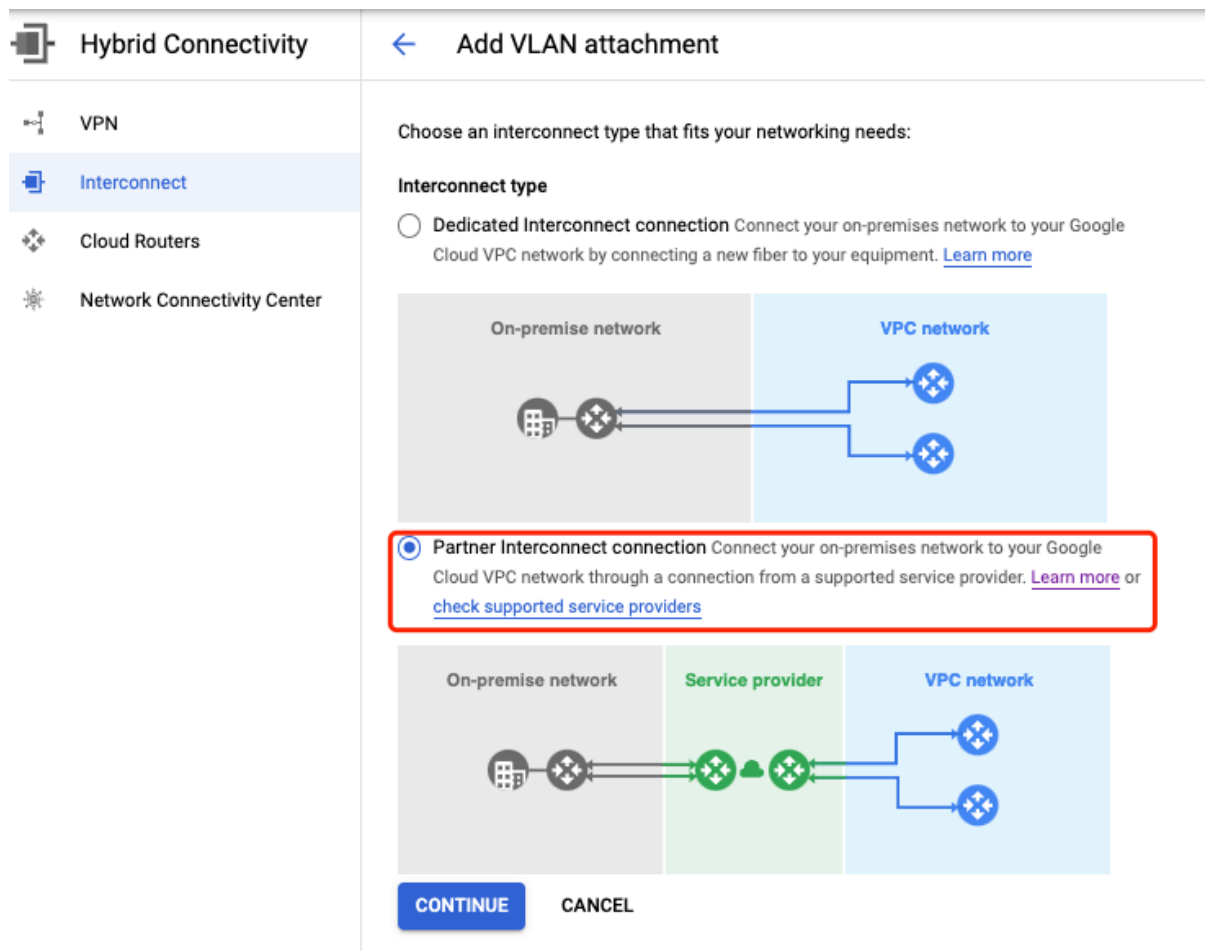 Hybrid Connectivity
Add VLAN attachment
VPN
Interconnect
Cloud Routers
Network Connectivity Center
Choose an interconnect type that fits your networking needs:
Interconnect type
Dedicated Interconnect connection Connect your on-premises network to your Google
Cloud VPC network by connecting a new fiber to your equipment. Learn more
On-premise network
VPC network
Partner Interconnect connection Connect your on-premises network to your Google
Cloud VPC network through a connection from a supported service provider. Learn more or
check supported service providers
On-premise network
Service provider
VPC network
CONTINUE
CANCEL